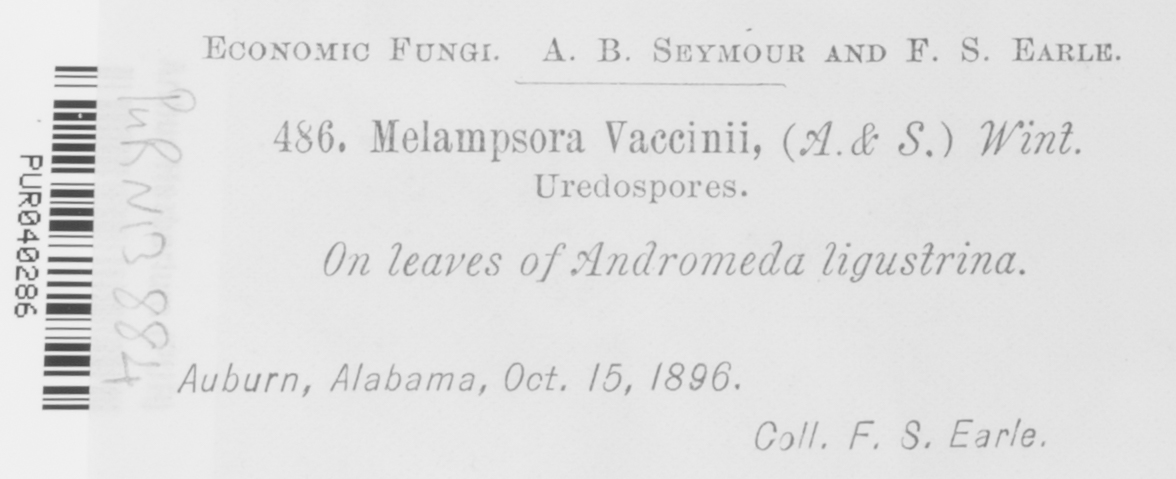 ECONOMIC FUNGI. A. B. SEYMOUR AND F. S. EARLE.
486. Melampsora Vaccinii, (A. & S.) Wint.
Uredospores.
On leaves of Andromeda ligustrina.
Auburn, Alabama, Oct. 15, 1896.
Coll. F. S. Earle.
PUR040286
PuR N13 884